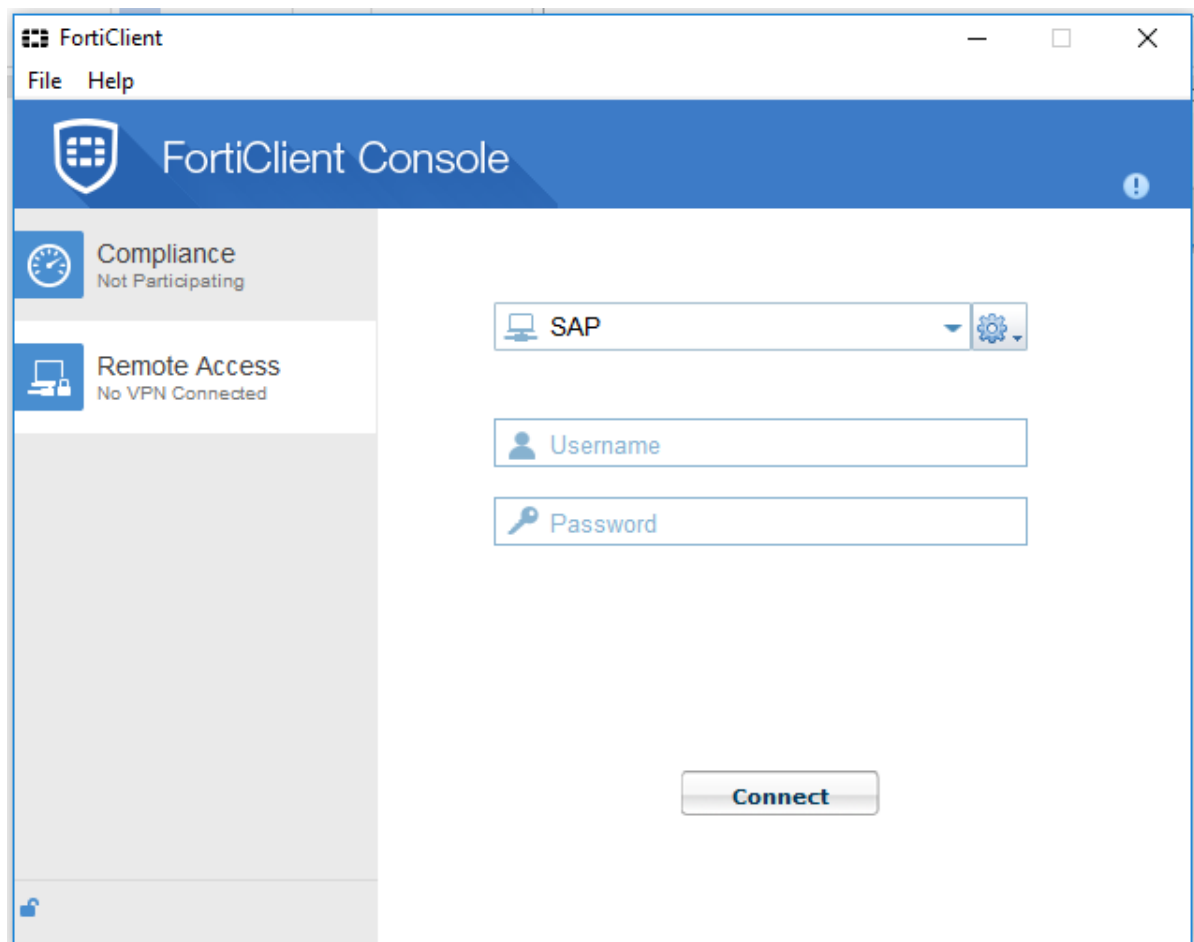 FortiClient
File Help
FortiClient Console
Compliance
Not Participating
Remote Access
No VPN Connected
SAP
Username
Password
Connect